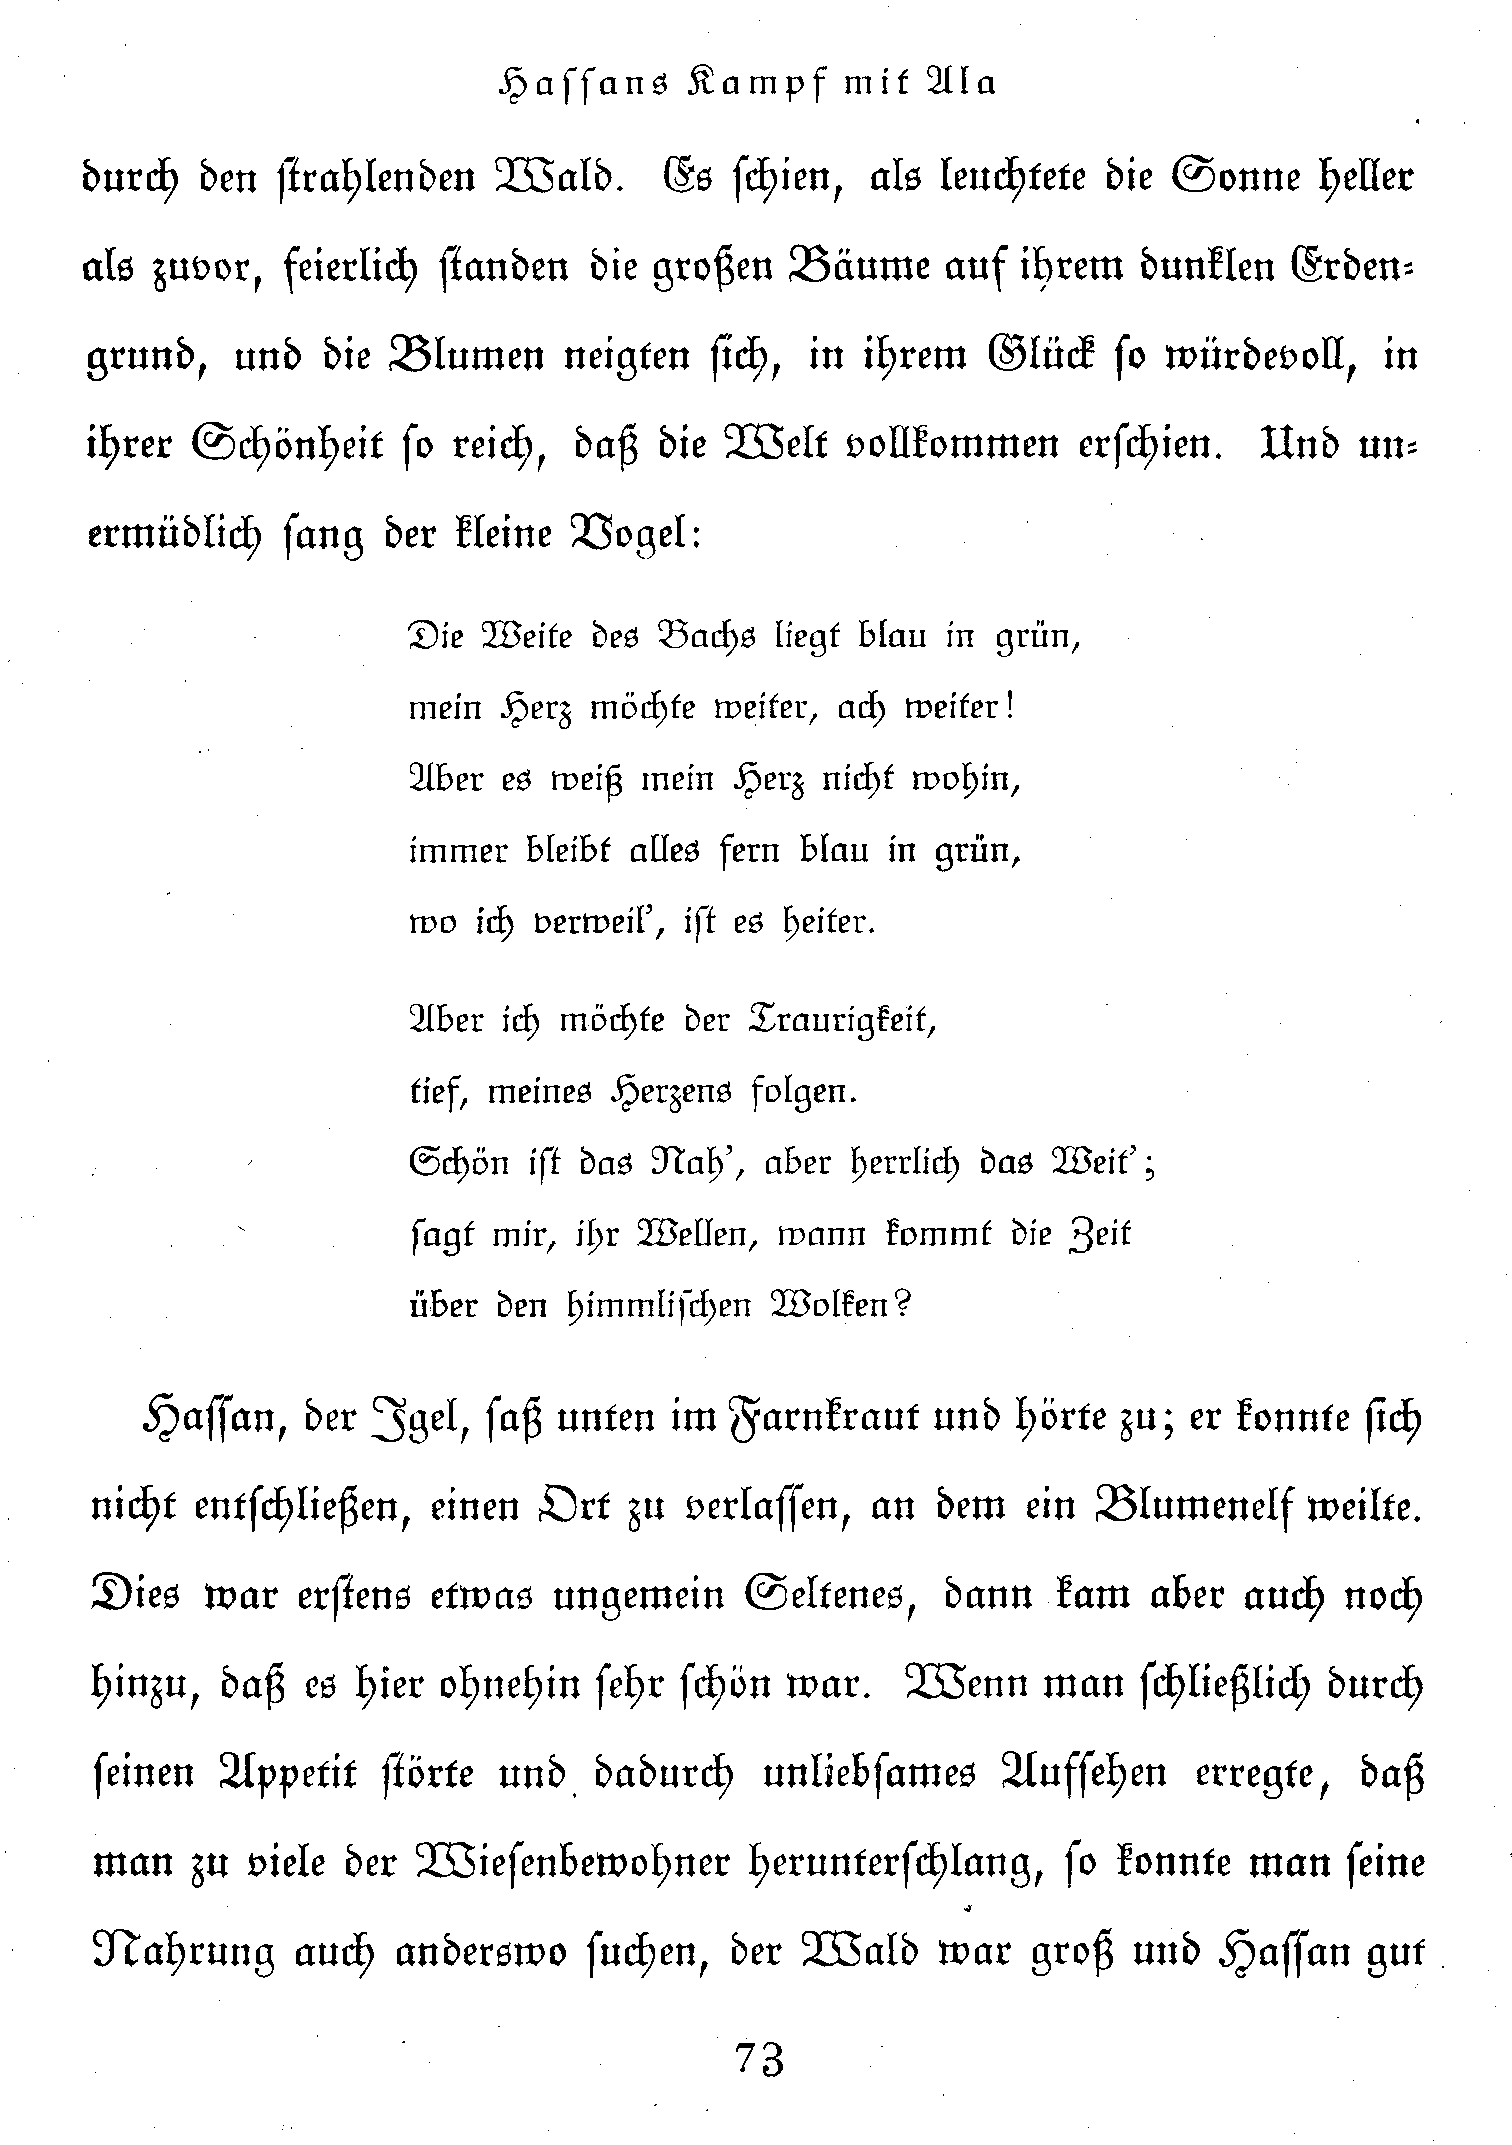 Haſſans Kampf mit Ala
durch den ſtrahlenden Wald. Es ſchien, als leuchtete die Sonne heller
als zuvor, feierlich ſtanden die großen Bäume auf ihrem dunklen Erden⸗
grund, und die Blumen neigten ſich, in ihrem Glück ſo würdevoll, in
ihrer Schönheit ſo reich, daß die Welt vollkommen erſchien. Und un⸗
ermüdlich ſang der kleine Vogel:
Die Weite des Bachs liegt blau in grün,
mein Herz möchte weiter, ach weiter!
Aber es weiß mein Herz nicht wohin,
immer bleibt alles fern blau in grün,
wo ich verweil’, iſt es heiter.
Aber ich möchte der Traurigkeit,
tief, meines Herzens folgen.
Schön iſt das Nah’, aber herrlich das Weit’;
ſagt mir, ihr Wellen, wann kommt die Zeit
über den himmliſchen Wolken?
Haſſan, der Igel, ſaß unten im Farnkraut und hörte zu; er konnte ſich
nicht entſchließen, einen Ort zu verlaſſen, an dem ein Blumenelf weilte.
Dies war erſtens etwas ungemein Seltenes, dann kam aber auch noch
hinzu, daß es hier ohnehin ſehr ſchön war. Wenn man ſchließlich durch
ſeinen Appetit ſtörte und dadurch unliebſames Aufſehen erregte, daß
man zu viele der Wieſenbewohner herunterſchlang, ſo konnte man ſeine
Nahrung auch anderswo ſuchen, der Wald war groß und Haſſan gut
73